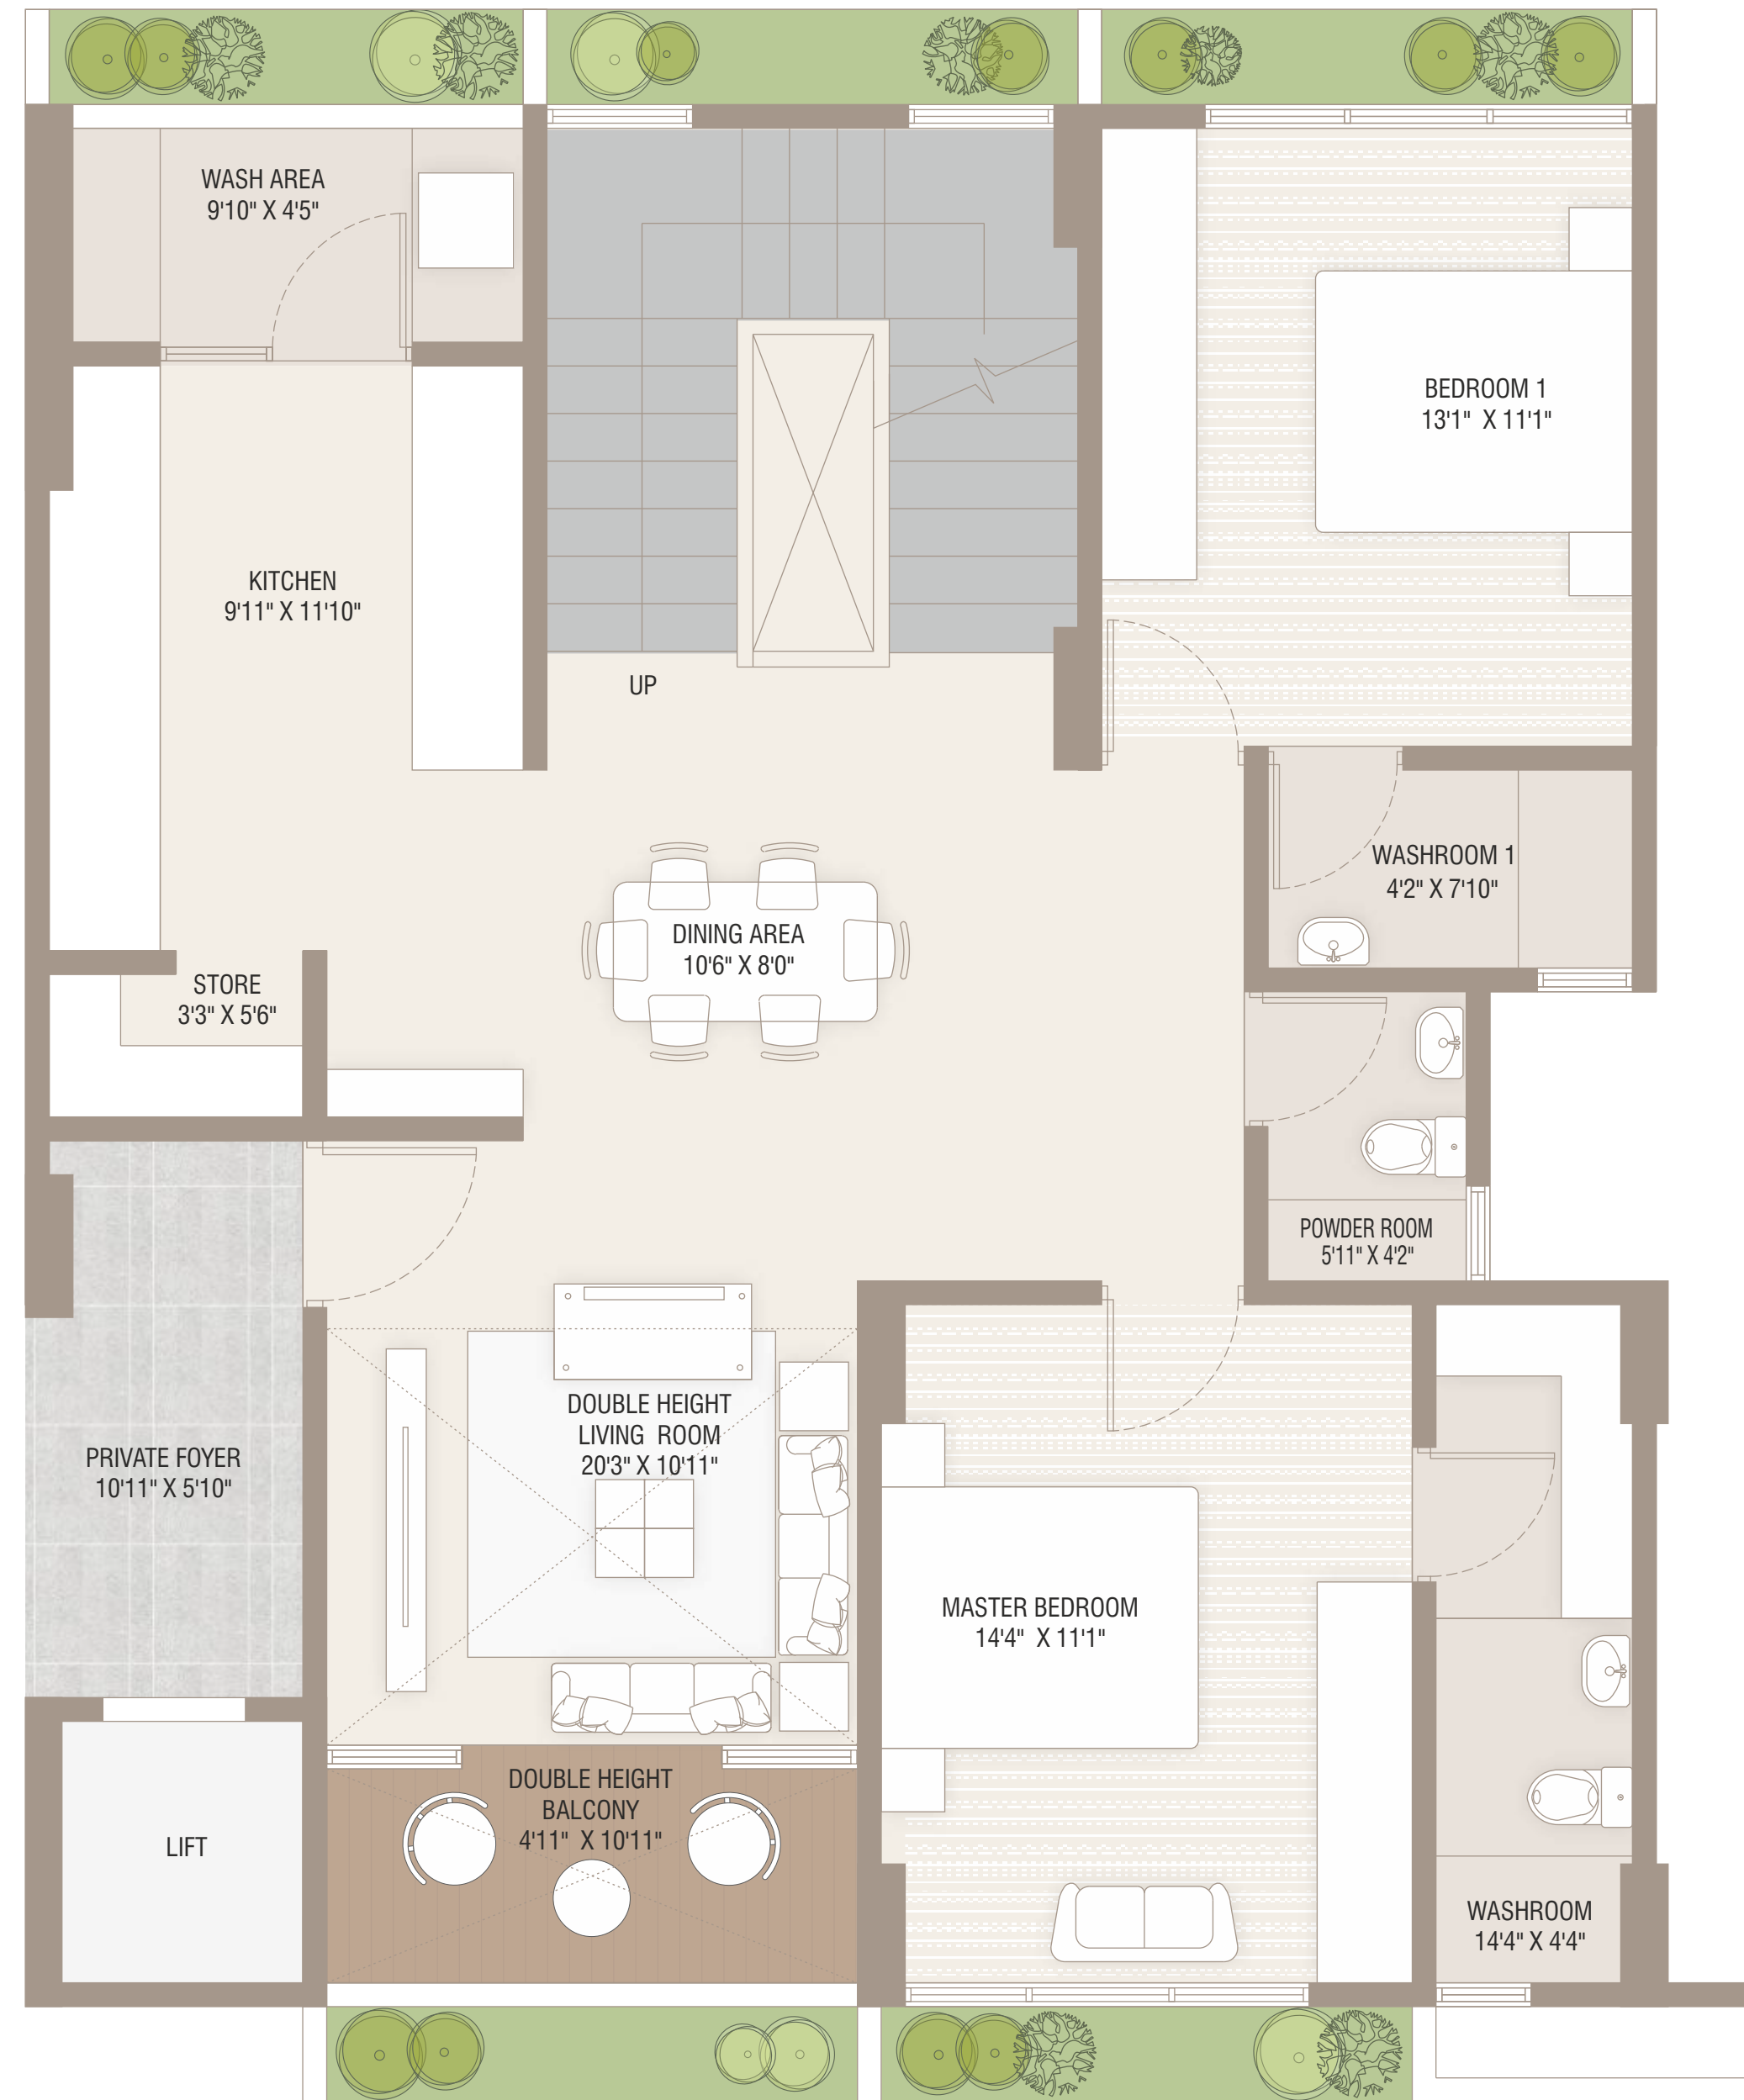 WASH AREA
9'10" X 4'5"
BEDROOM 1
13'1" X 11'1"
KITCHEN
9'11" X 11'10"
UP
WASHROOM 1
4'2" X 7'10"
DINING AREA
10'6" X 8'0"
STORE
3'3" X 5'6"
POWDER ROOM
5'11" X 4'2"
DOUBLE HEIGHT
LIVING ROOM
20'3" X 10'11"
PRIVATE FOYER
10'11" X 5'10"
MASTER BEDROOM
14'4" X 11'1"
DOUBLE HEIGHT
BALCONY
4'11" X 10'11"
LIFT
WASHROOM
14'4" X 4'4"